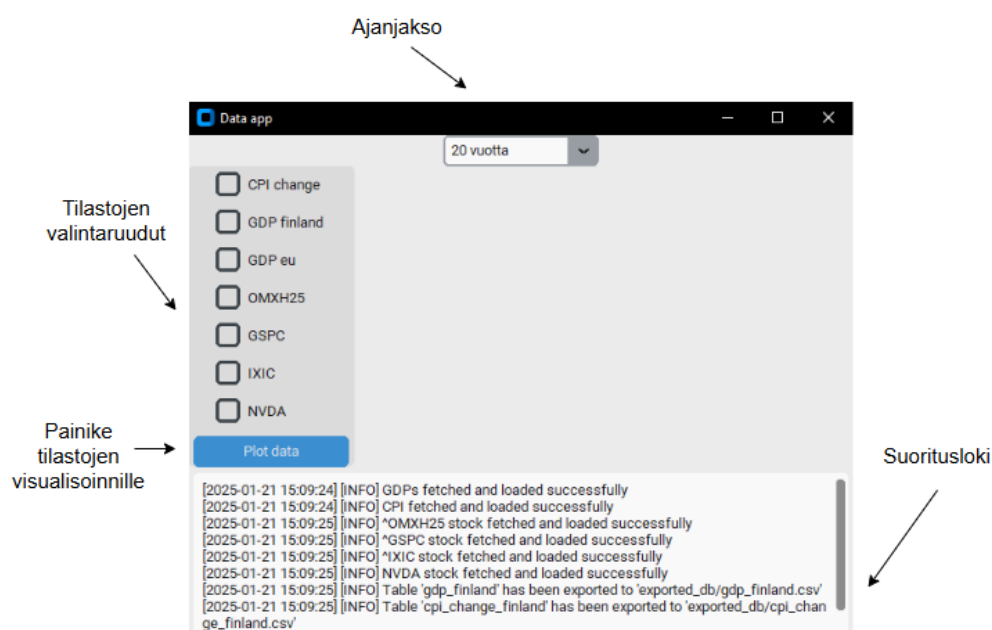 Ajanjakso
Data app
20 vuotta
CPI change
GDP finland
GDP eu
OMXH25
GSPC
IXIC
NVDA
Tilastojen
valintaruudut
Plot data
Painike
tilastojen
visualisoinnille
Suoritusloki
[2025-01-21 15:09:24] [INFO] GDPs fetched and loaded successfully
[2025-01-21 15:09:24] [INFO] CPI fetched and loaded successfully
[2025-01-21 15:09:25] [INFO] ^OMXH25 stock fetched and loaded successfully
[2025-01-21 15:09:25] [INFO] ^GSPC stock fetched and loaded successfully
[2025-01-21 15:09:25] [INFO] ^IXIC stock fetched and loaded successfully
[2025-01-21 15:09:25] [INFO] NVDA stock fetched and loaded successfully
[2025-01-21 15:09:25] [INFO] Table 'gdp_finland' has been exported to 'exported_db/gdp_finland.csv'
[2025-01-21 15:09:25] [INFO] Table 'cpi_change_finland' has been exported to 'exported_db/cpi_chan
ge_finland.csv'